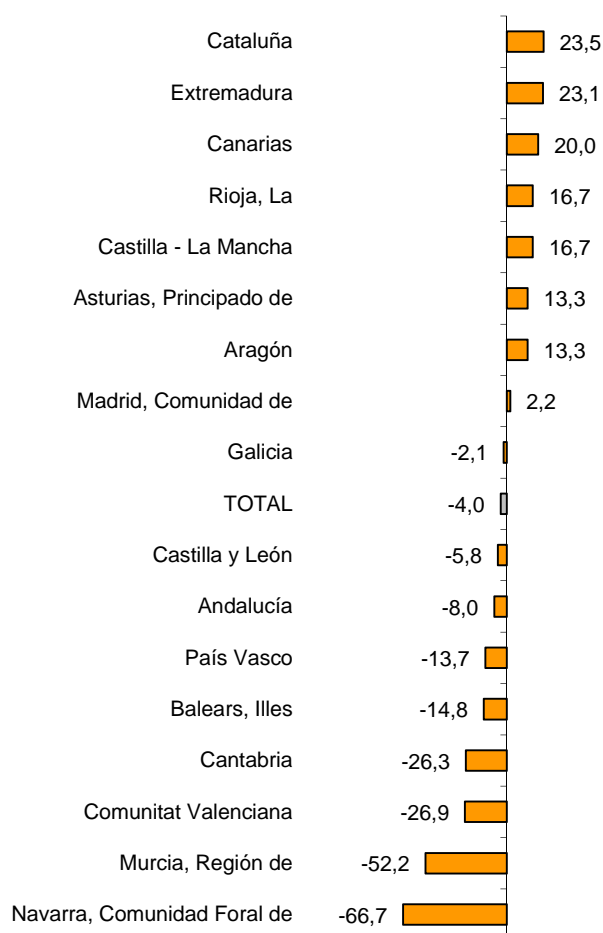 Cataluña 23,5
Extremadura 23,1
Canarias 20,0
Rioja, La 16,7
Castilla - La Mancha 16,7
Asturias, Principado de 13,3
Aragón 13,3
Madrid, Comunidad de 2,2
Galicia -2,1
TOTAL -4,0
Castilla y León -5,8
Andalucía -8,0
País Vasco -13,7
Balears, Illes -14,8
Cantabria -26,3
Comunitat Valenciana -26,9
Murcia, Región de -52,2
Navarra, Comunidad Foral de -66,7